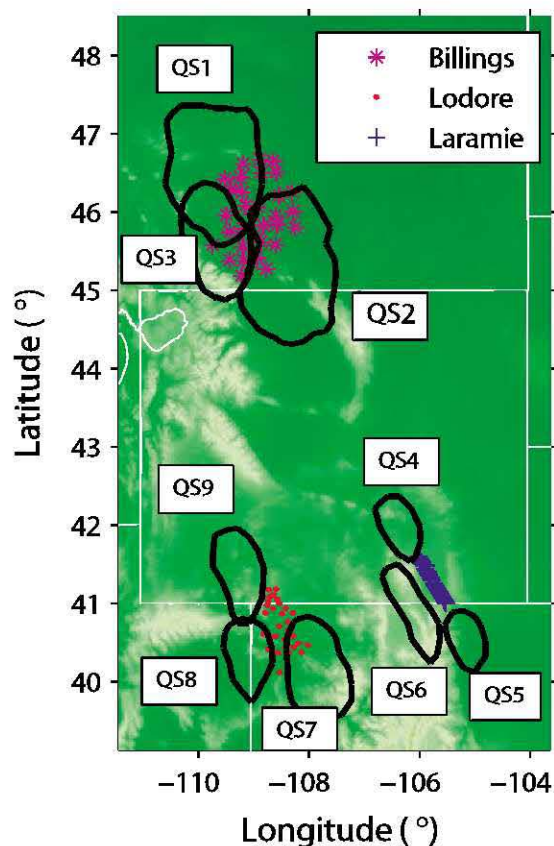 48
QS1
Billings
Lodore
Laramie
47
46
QS3
45
QS2
44
Latitude (°)
43
QS4
QS9
42
41
40
QS8
QS7
QS6
QS5
−110
−108
−106
−104
Longitude (°)